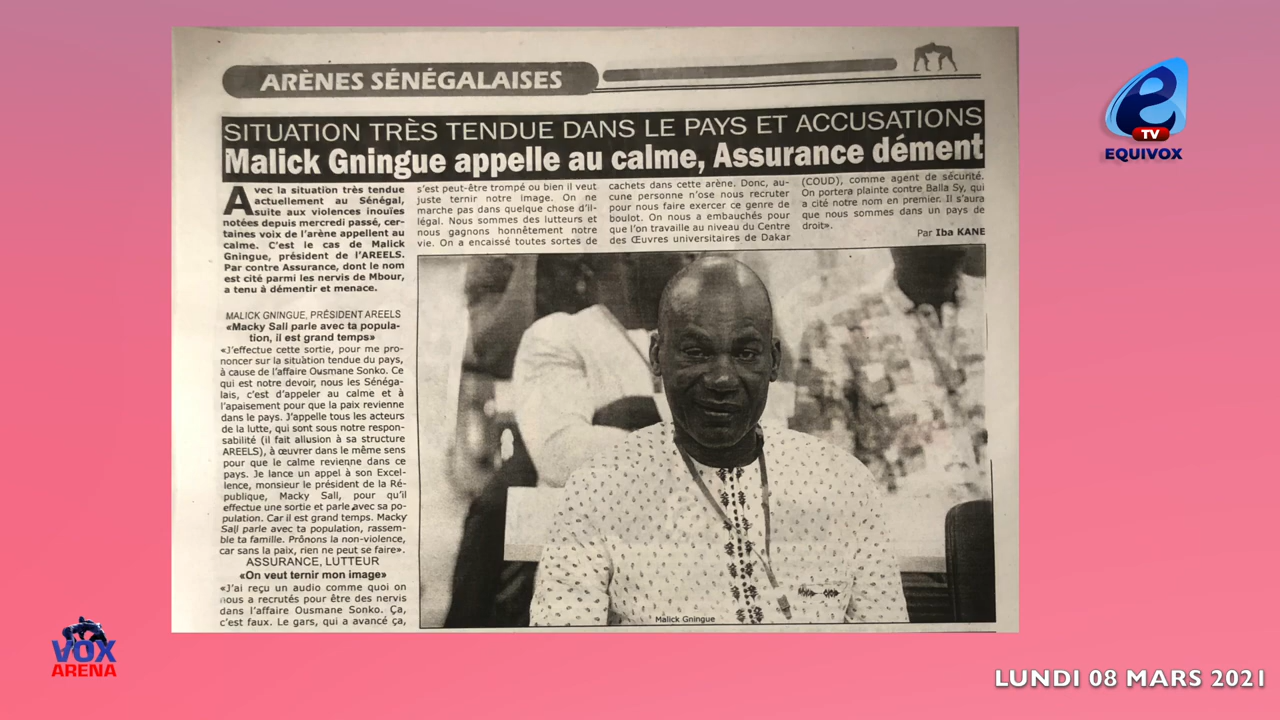 ARÈNES SÉNÉGALAISES
SITUATION TRÈS TENDUE DANS LE PAYS ET ACCUSATIONS
Malick Gningue appelle au calme, Assurance dément
Avec la situation très tendue
actuellement au Sénégal,
suite aux violences inouïes
notées depuis mercredi passé, cer-
taines voix de l'arène appellent au
calme. C'est le cas de Malick
Gningue, président de l'AREELS.
Par contre Assurance, dont le nom
est cité parmi les nervis de Mbour,
a tenu à démentir et menace.
MALICK GNINGUE, PRÉSIDENT AREELS
«Macky Sall parle avec ta popula-
tion, il est grand temps»
«J'effectue cette sortie, pour me pro-
noncer sur la situation tendue du pays,
à cause de l'affaire Ousmane Sonko. Ce
qui est notre devoir, nous les Sénéga-
lais, c'est d'appeler au calme et à
l'apaisement pour que la paix revienne
dans le pays. J'appelle tous les acteurs
de la lutte, qui sont sous notre respon-
sabilité (il fait allusion à sa structure
AREELS), à œuvrer dans le même sens
pour que le calme revienne dans ce
pays. Je lance un appel à son Excel-
lence, monsieur le président de la Ré-
publique, Macky Sall, pour qu'il
effectue une sortie et parle avec sa po-
pulation. Car il est grand temps. Macky
Sall parle avec ta population, rassem-
ble ta famille. Prônons la non-violence,
car sans la paix, rien ne peut se faire».
ASSURANCE, LUTTEUR
«On veut ternir mon image»
«J'ai reçu un audio comme quoi on
nous a recrutés pour être des nervis
dans l'affaire Ousmane Sonko. Ça,
c'est faux. Le gars, qui a avancé ça,
s'est peut-être trompé ou bien il veut
juste ternir notre image. On ne
marche pas dans quelque chose d'il-
légal. Nous sommes des lutteurs et
nous gagnons honnêtement notre
vie. On a encaissé toutes sortes de
cachets dans cette arène. Donc, au-
cune personne n'ose nous recruter
pour nous faire exercer ce genre de
boulot. On nous a embauchés pour
que l'on travaille au niveau du Centre
des Œuvres universitaires de Dakar
(COUD), comme agent de sécurité.
On portera plainte contre Balla Sy, qui
a cité notre nom en premier. Il s'aura
que nous sommes dans un pays de
droit».
Par Iba KANE
Malick Gningue
e
TV
EQUIVOX
VOX
ARENA
LUNDI 08 MARS 2021